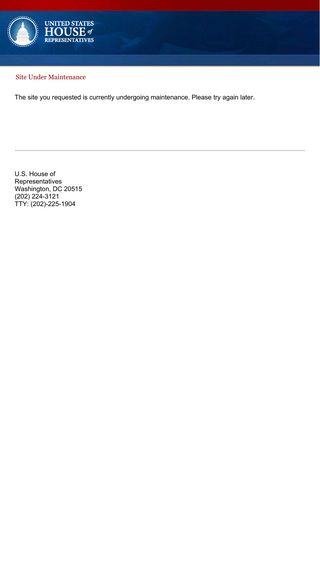 UNITED STATES
HOUSE of
REPRESENTATIVES
Site Under Maintenance
The site you requested is currently undergoing maintenance. Please try again later.
U.S. House of
Representatives
Washington, DC 20515
(202) 224-3121
TTY: (202)-225-1904